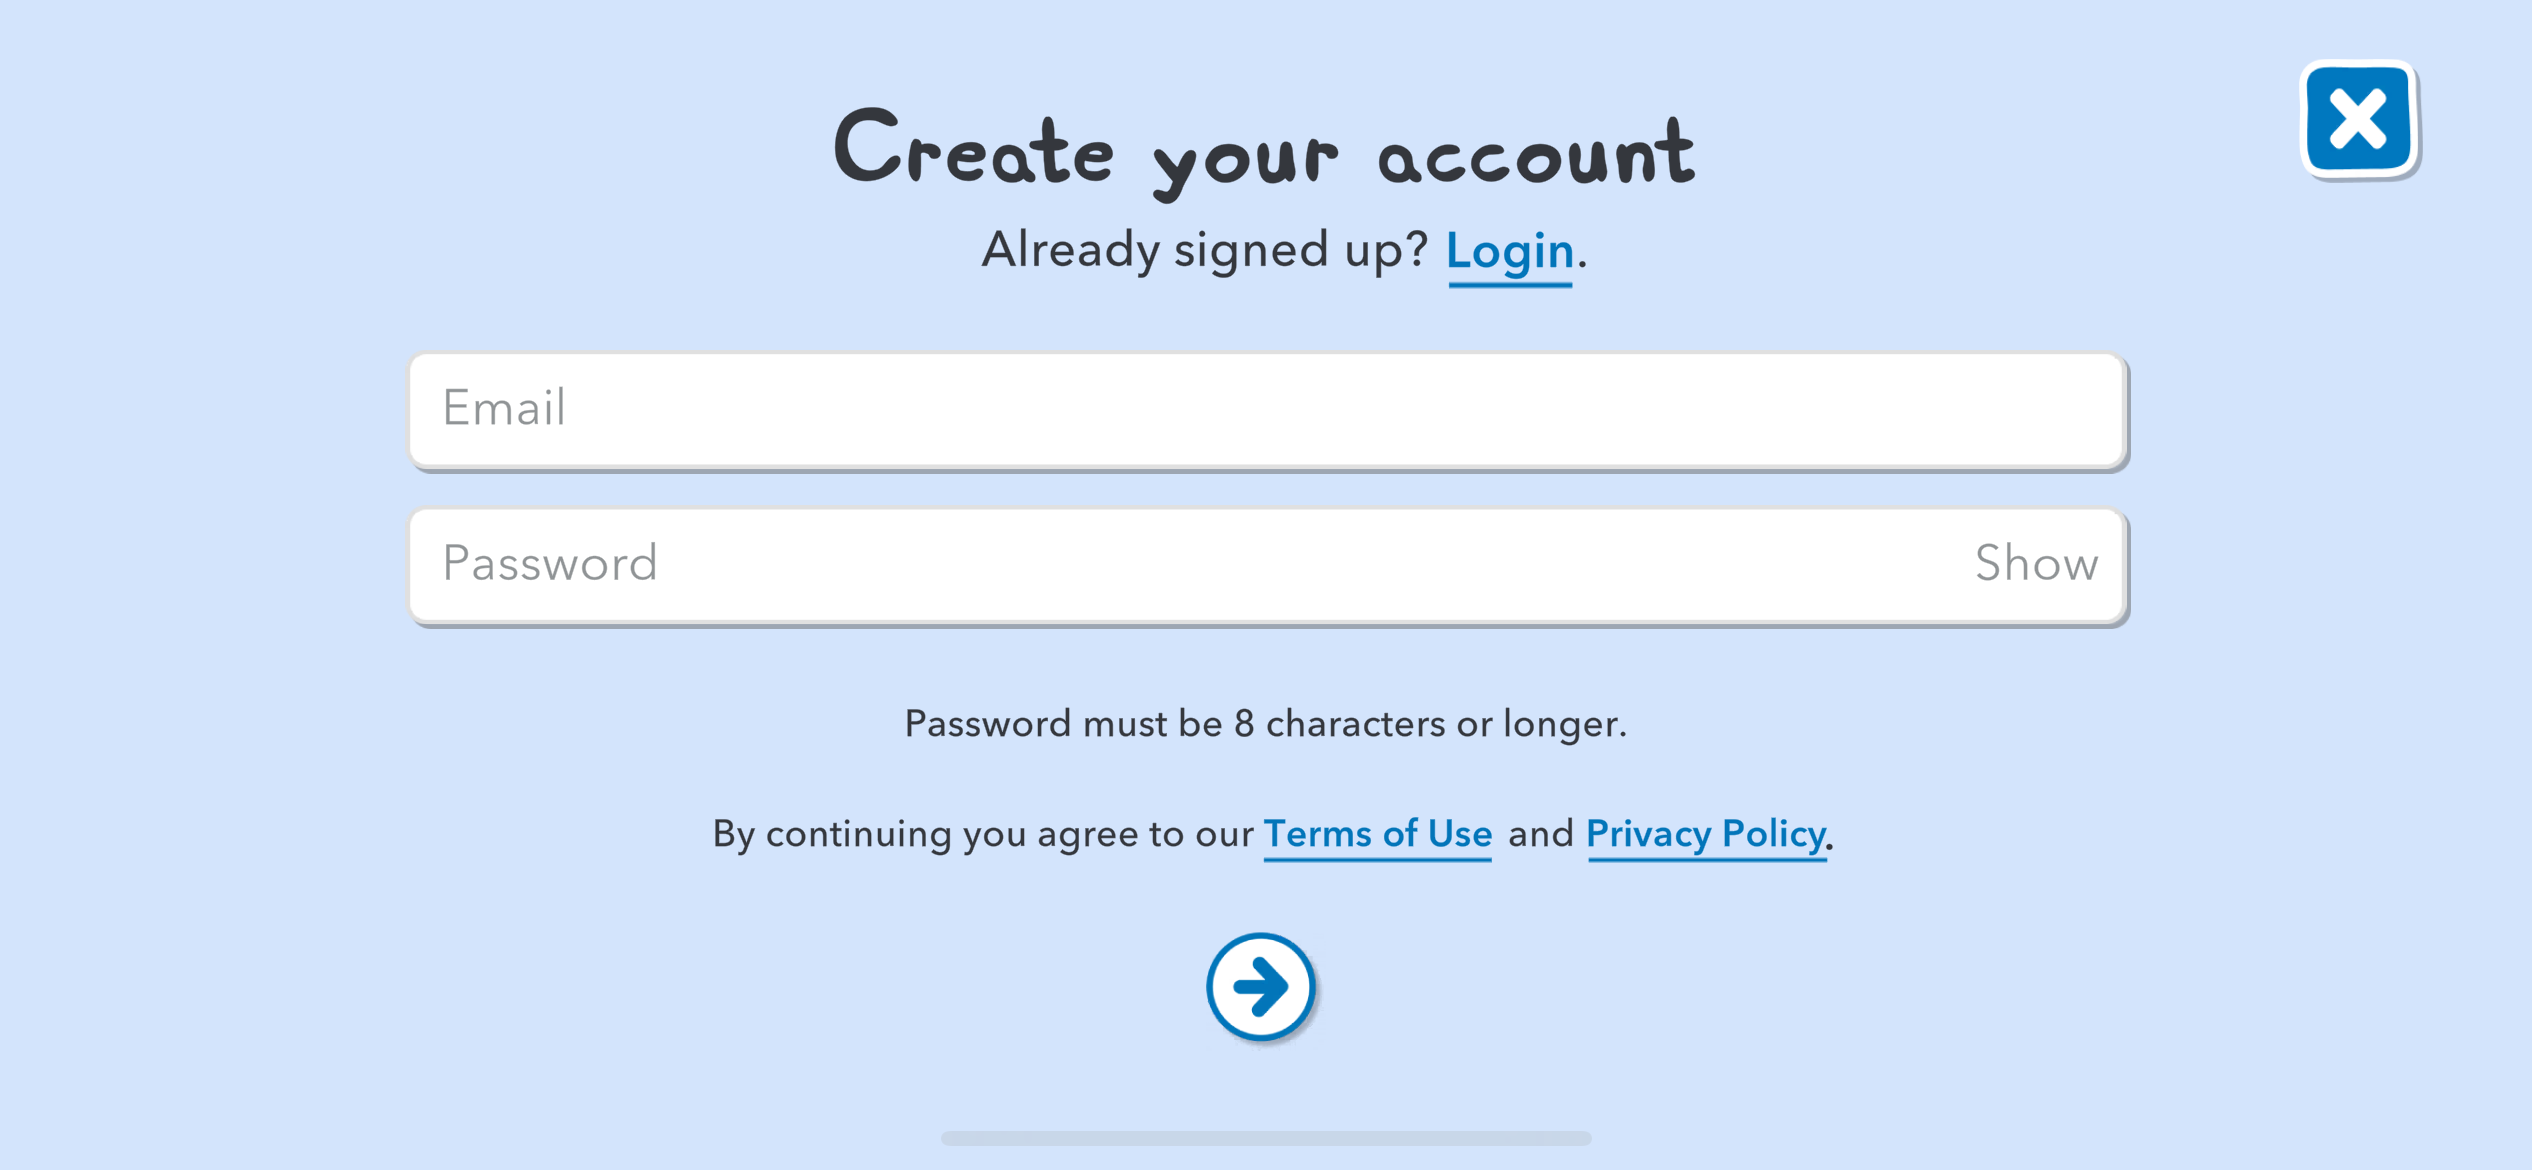 Create your account
Already signed up? Login.
Email
Password Show
Password must be 8 characters or longer.
By continuing you agree to our Terms of Use and Privacy Policy.